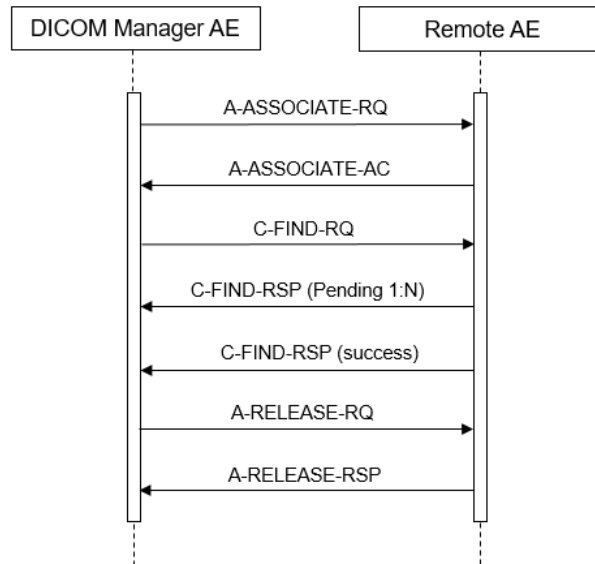 DICOM Manager AE
Remote AE
A-ASSOCIATE-RQ
A-ASSOCIATE-AC
C-FIND-RQ
C-FIND-RSP (Pending 1:N)
C-FIND-RSP (success)
A-RELEASE-RQ
A-RELEASE-RSP